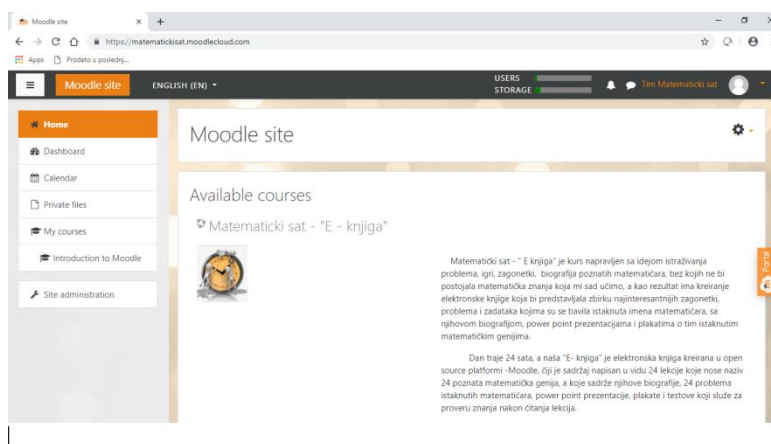 Moodle site
https://matematickisat.moodlecloud.com
Apps
Prodato u poslednj...
Moodle site
ENGLISH (EN)
USERS
STORAGE
Tim Matematicki sat
Home
Dashboard
Calendar
Private files
My courses
Introduction to Moodle
Site administration
Moodle site
Available courses
Matematicki sat - "E - knjiga"
Matematički sat - " E knjiga" je kurs napravljen sa idejom istraživanja
problema, igri, zagonetki, biografija poznatih matematičara, bez kojih ne bi
postojala matematička znanja koja mi sad učimo, a kao rezultat ima kreiranje
elektronske knjige koja bi predstavljala zbirku najinteresantnijih zagonetki,
problema i zadataka kojima su se bavila istaknuta imena matematičara, sa
njihovom biografijom, power point prezentacijama i plakatima o tim istaknutim
matematičkim genijima.
Dan traje 24 sata, a naša "E- knjiga" je elektronska knjiga kreirana u open
source platformi -Moodle, čiji je sadržaj napisan u vidu 24 lekcije koje nose naziv
24 poznata matematička genija, a koje sadrže njihove biografije, 24 problema
istaknutih matematičara, power point prezentacije, plakate i testove koji služe za
proveru znanja nakon čitanja lekcija.
Portal